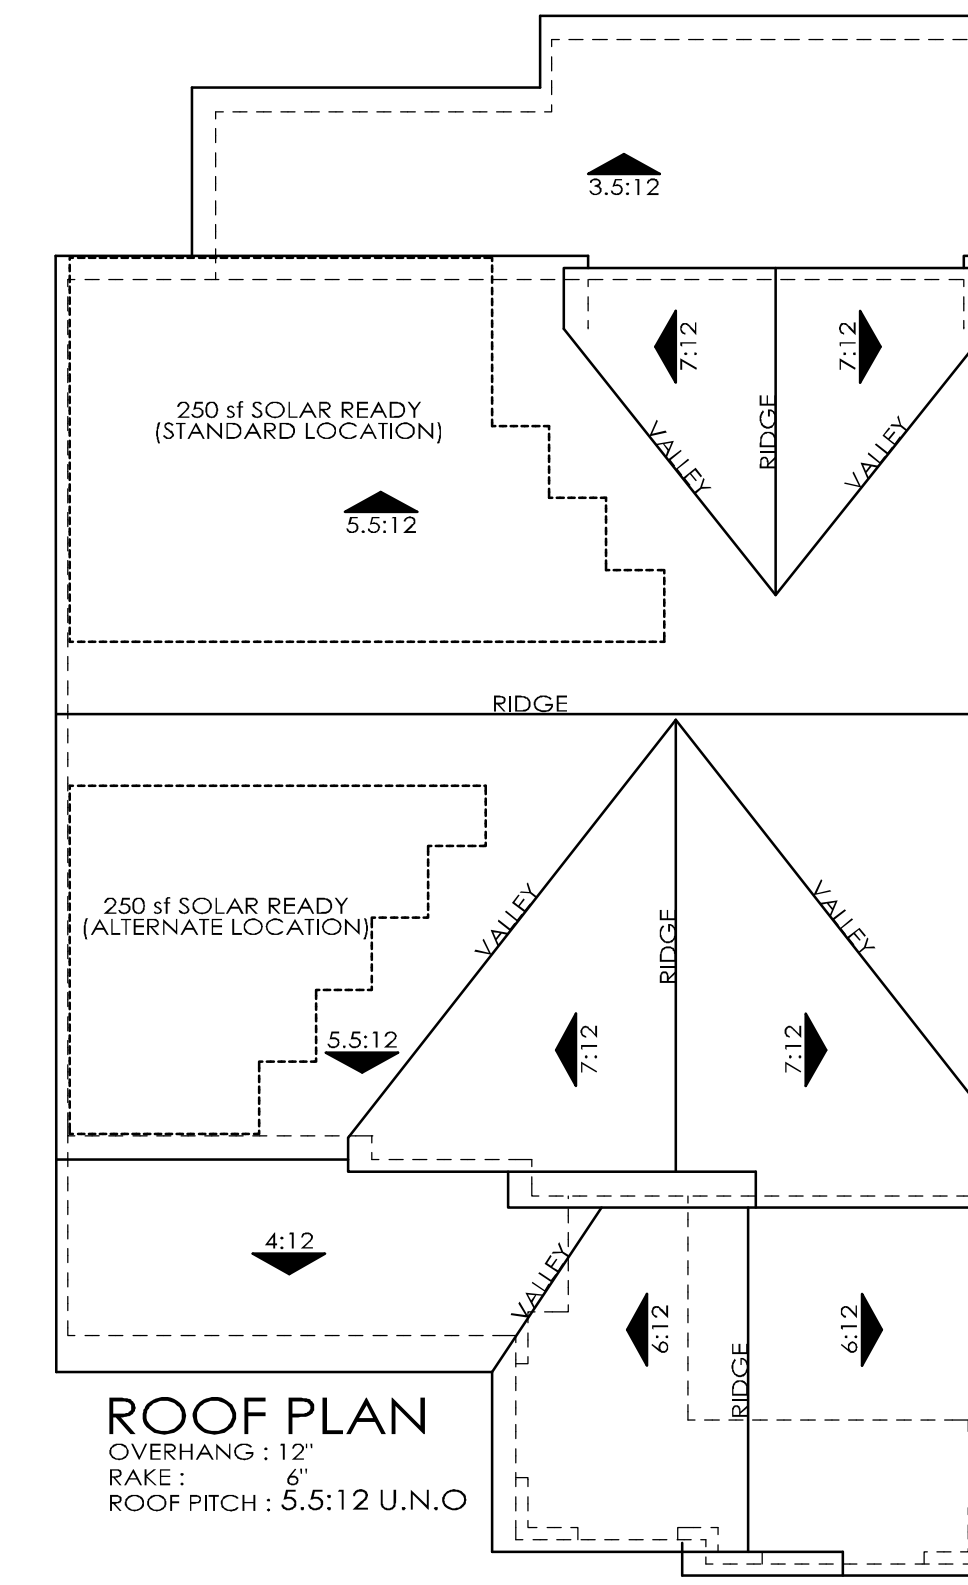 3.5:12
7:12
7:12
250 sf SOLAR READY
(STANDARD LOCATION)
RIDGE
VALLEY
VALLEY
5.5:12
RIDGE
250 sf SOLAR READY
(ALTERNATE LOCATION)
VALLEY
RIDGE
VALLEY
5.5:12
7:12
7:12
4:12
VALLEY
6:12
6:12
RIDGE
ROOF PLAN
OVERHANG : 12"
RAKE : 6"
ROOF PITCH : 5.5:12 U.N.O